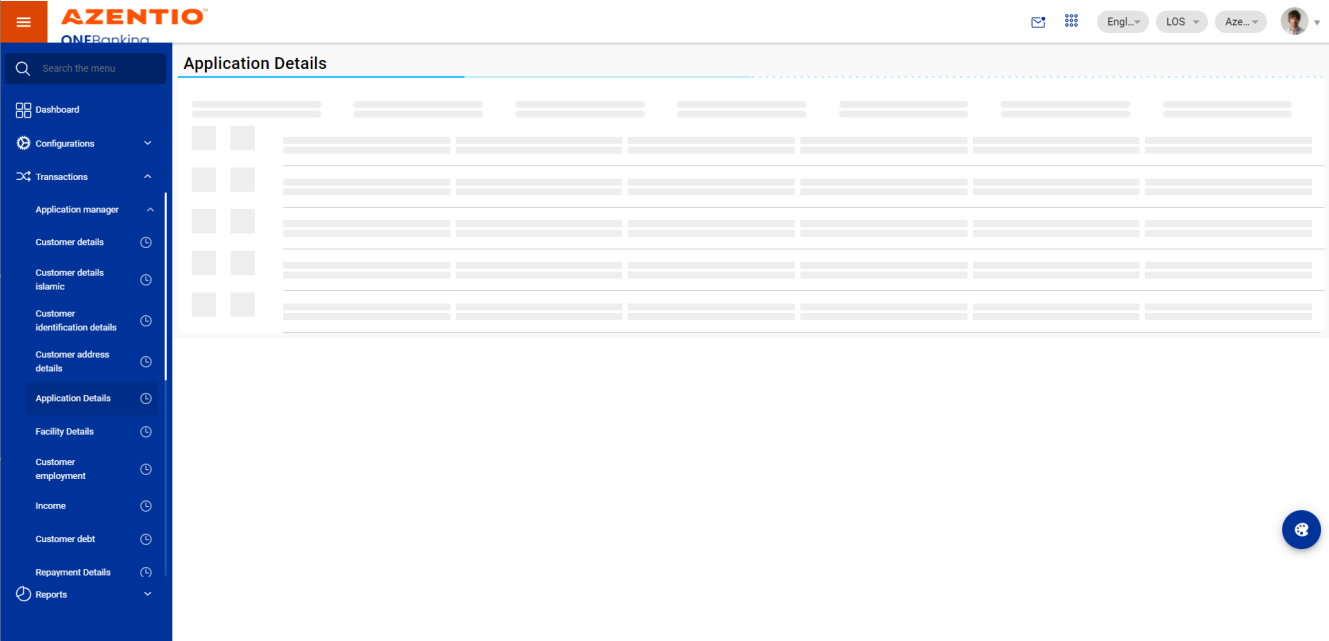 AZENTIO™
ONEBanking
Engl...
LOS
Aze...
Search the menu
Application Details
Dashboard
Configurations
Transactions
Application manager
Customer details
Customer details
islamic
Customer
identification details
Customer address
details
Application Details
Facility Details
Customer
employment
Income
Customer debt
Repayment Details
Reports